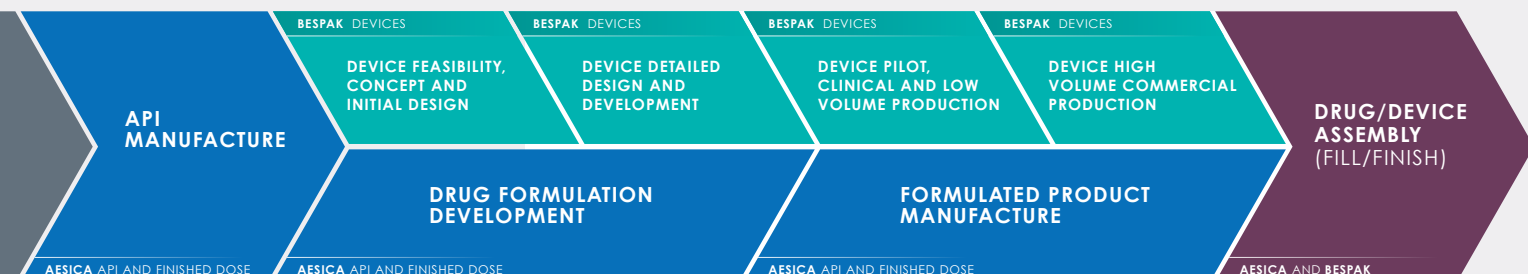 API
MANUFACTURE
AESICA API AND FINISHED DOSE
BESPAK DEVICES
DEVICE FEASIBILITY,
CONCEPT AND
INITIAL DESIGN
BESPAK DEVICES
DEVICE DETAILED
DESIGN AND
DEVELOPMENT
BESPAK DEVICES
DEVICE PILOT,
CLINICAL AND LOW
VOLUME PRODUCTION
BESPAK DEVICES
DEVICE HIGH
VOLUME COMMERCIAL
PRODUCTION
DRUG FORMULATION
DEVELOPMENT
AESICA API AND FINISHED DOSE
FORMULATED PRODUCT
MANUFACTURE
AESICA API AND FINISHED DOSE
DRUG/DEVICE
ASSEMBLY
(FILL/FINISH)
AESICA AND BESPAK